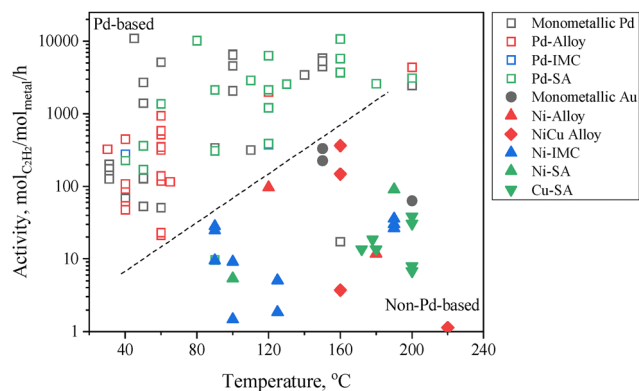 Pd-based
Non-Pd-based
Activity, mol_C2H2/mol_metal/h
10000
1000
100
10
1
40
80
120
160
200
240
Temperature, °C
Monometallic Pd
Pd-Alloy
Pd-IMC
Pd-SA
Monometallic Au
Ni-Alloy
NiCu Alloy
Ni-IMC
Ni-SA
Cu-SA